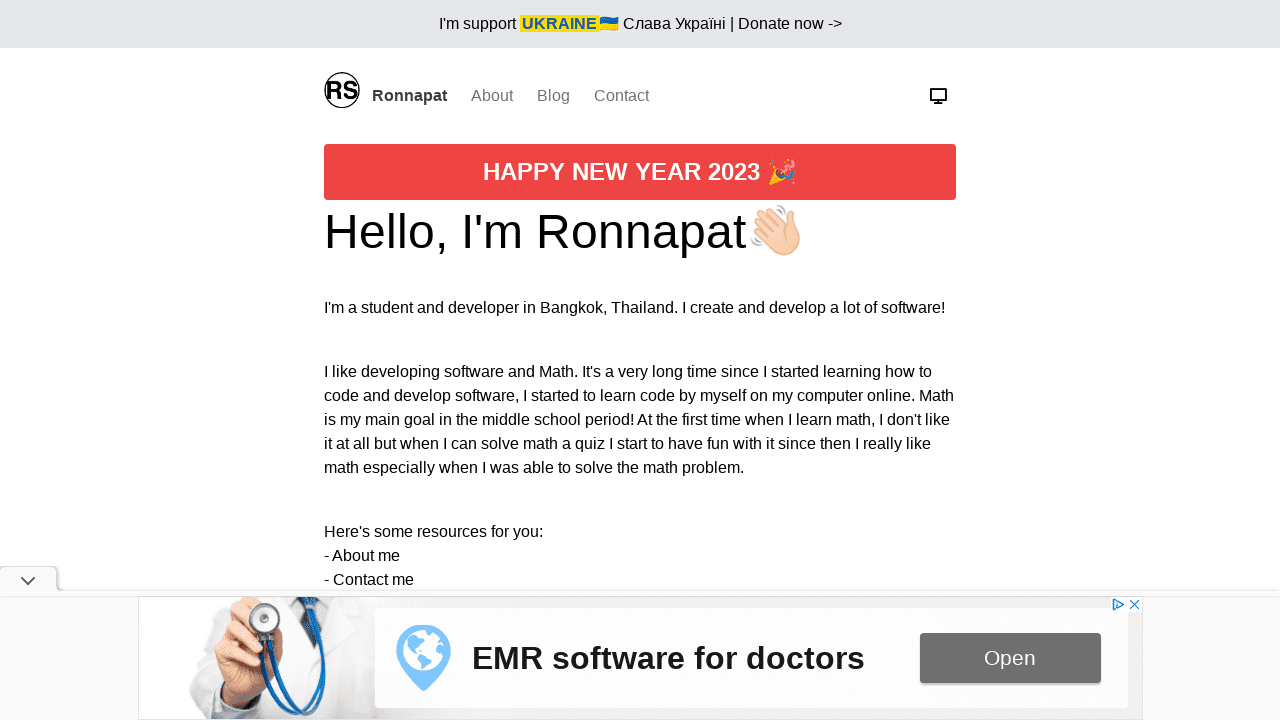 I'm support UKRAINE🇺🇦 Слава Україні | Donate now ->
RS Ronnapat About Blog Contact
HAPPY NEW YEAR 2023 🎉
Hello, I'm Ronnapat👋🏻
I'm a student and developer in Bangkok, Thailand. I create and develop a lot of software!
I like developing software and Math. It's a very long time since I started learning how to
code and develop software, I started to learn code by myself on my computer online. Math
is my main goal in the middle school period! At the first time when I learn math, I don't like
it at all but when I can solve math a quiz I start to have fun with it since then I really like
math especially when I was able to solve the math problem.
Here's some resources for you:
- About me
- Contact me
EMR software for doctors
Open